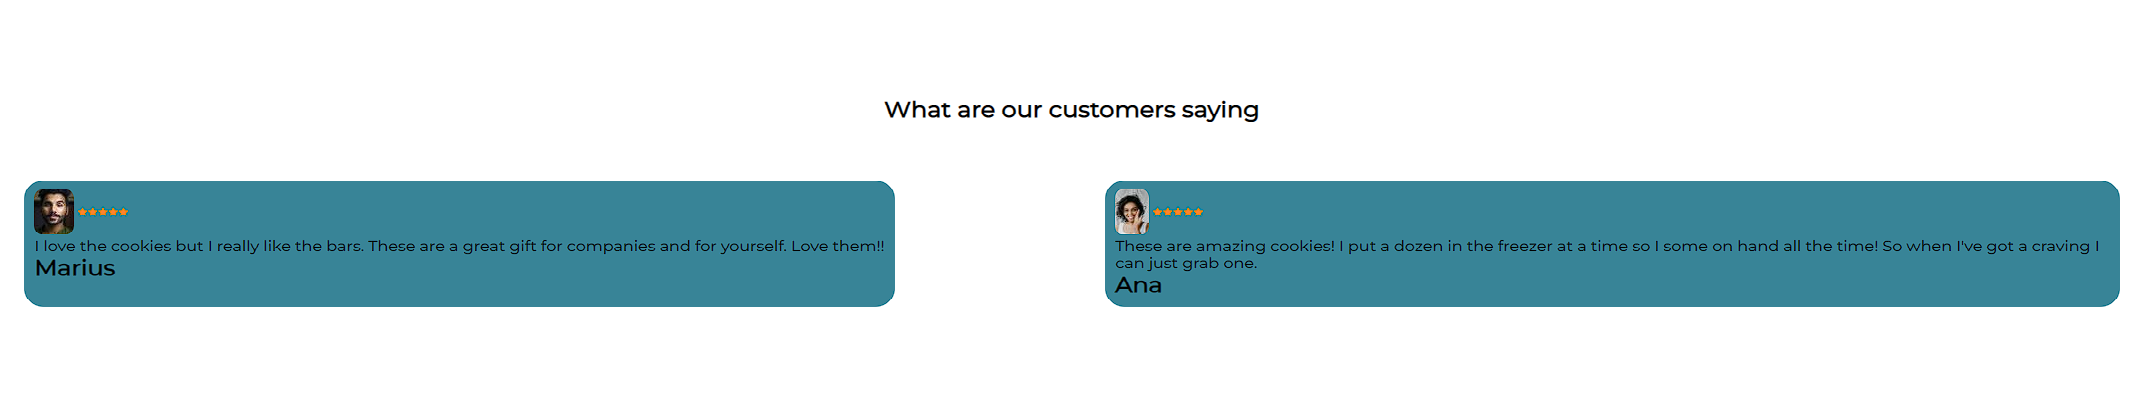 What are our customers saying
I love the cookies but I really like the bars. These are a great gift for companies and for yourself. Love them!!
Marius
These are amazing cookies! I put a dozen in the freezer at a time so I some on hand all the time! So when I've got a craving I
can just grab one.
Ana